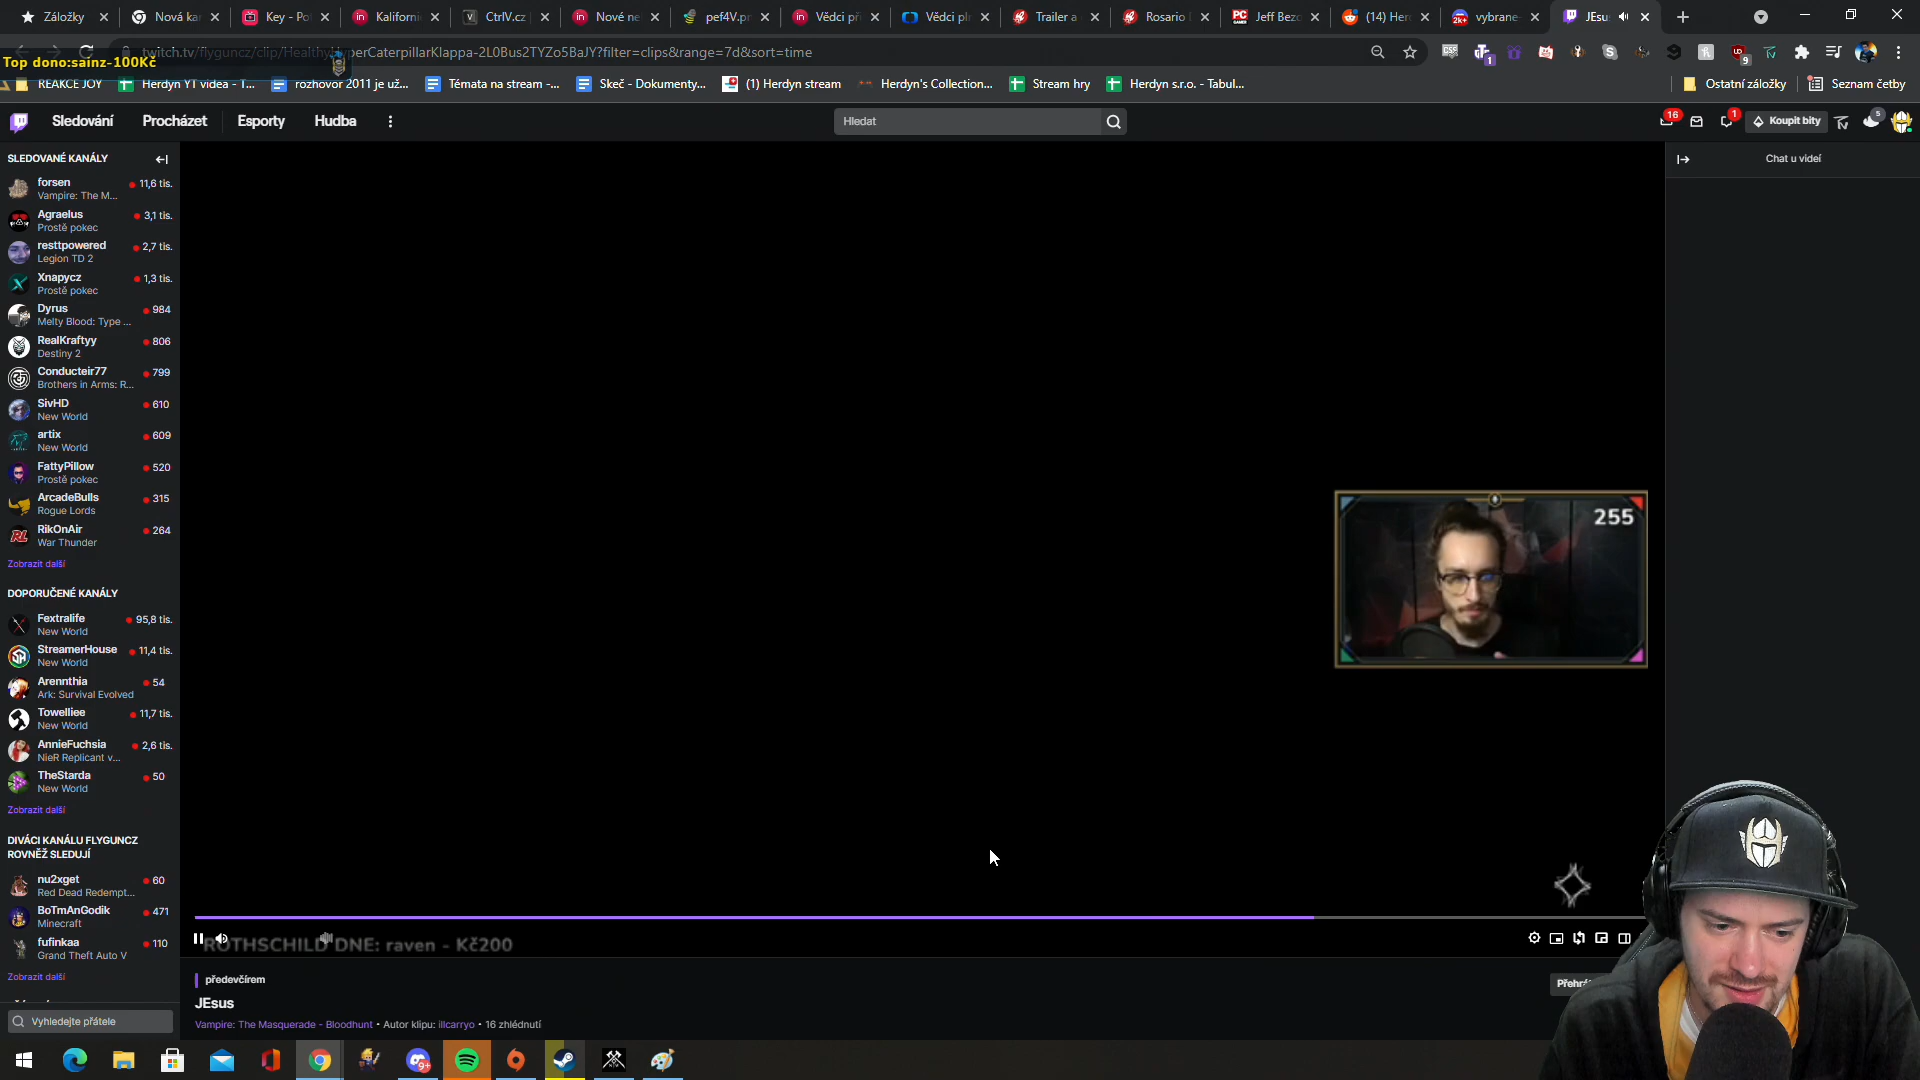 Záložky
Nová kar
Key - Po
Kaliforni
CtrlV.cz
Nové ne
pef4V.pr
Vědci př
Vědci pl
Trailer a
Rosario
Jeff Bez
(14) Her
vybrane
JEsu
twitch.tv/flyguncz/clip/HealthyHyperCaterpillarKlappa-2L0Bus2TYZo5BaJY?filter=clips&range=7d&sort=time
Top dono:sainz-100Kč
REAKCE JOY
Herdyn YT videa - T...
rozhovor 2011 je už...
Témata na stream -...
Skeč - Dokumenty...
(1) Herdyn stream
Herdyn's Collection...
Stream hry
Herdyn s.r.o. - Tabul...
Ostatní záložky
Seznam četby
Sledování
Procházet
Esporty
Hudba
Hledat
16
1
Koupit bity
5
SLEDOVANÉ KANÁLY
forsen 11,6 tis.
Vampire: The M...
Agraelus 3,1 tis.
Prostě pokec
resttpowered 2,7 tis.
Legion TD 2
Xnapycz 1,3 tis.
Prostě pokec
Dyrus 984
Melty Blood: Type ...
RealKraftyy 806
Destiny 2
Conducteir77 799
Brothers in Arms: R...
SivHD 610
New World
artix 609
New World
FattyPillow 520
Prostě pokec
ArcadeBulls 315
Rogue Lords
RikOnAir 264
War Thunder
Zobrazit další
DOPORUČENÉ KANÁLY
Fextralife 95,8 tis.
New World
StreamerHouse 11,4 tis.
New World
Arennthia 54
Ark: Survival Evolved
Towelliee 11,7 tis.
New World
AnnieFuchsia 2,6 tis.
NieR Replicant v...
TheStarda 50
New World
Zobrazit další
DIVÁCI KANÁLU FLYGUNCZ
ROVNĚŽ SLEDUJÍ
nu2xget 60
Red Dead Redempt...
BoTmAnGodik 471
Minecraft
fufinkaa 110
Grand Theft Auto V
Zobrazit další
Vyhledejte přátele
Chat u videí
255
ROTHSCHILD DNE: raven - Kč200
předevčírem
Přehrá
JEsus
Vampire: The Masquerade - Bloodhunt • Autor klipu: illcarryo • 16 zhlédnutí
9+